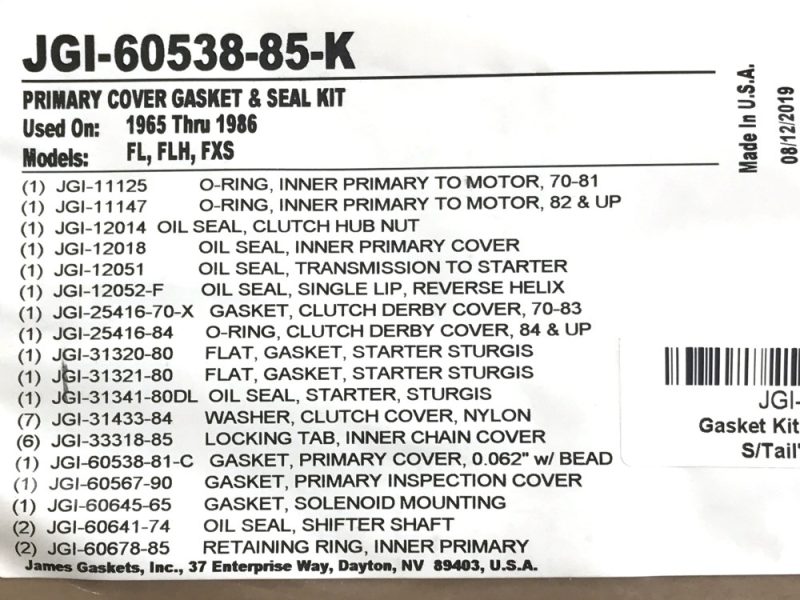 JGI-60538-85-K
PRIMARY COVER GASKET & SEAL KIT
Used On: 1965 Thru 1986
Models: FL, FLH, FXS
(1) JGI-11125 O-RING, INNER PRIMARY TO MOTOR, 70-81
(1) JGI-11147 O-RING, INNER PRIMARY TO MOTOR, 82 & UP
(1) JGI-12014 OIL SEAL, CLUTCH HUB NUT
(1) JGI-12018 OIL SEAL, INNER PRIMARY COVER
(1) JGI-12051 OIL SEAL, TRANSMISSION TO STARTER
(1) JGI-12052-F OIL SEAL, SINGLE LIP, REVERSE HELIX
(1) JGI-25416-70-X GASKET, CLUTCH DERBY COVER, 70-83
(1) JGI-25416-84 O-RING, CLUTCH DERBY COVER, 84 & UP
(1) JGI-31320-80 FLAT, GASKET, STARTER STURGIS
(1) JGI-31321-80 FLAT, GASKET, STARTER STURGIS
(1) JGI-31341-80DL OIL SEAL, STARTER, STURGIS
(7) JGI-31433-84 WASHER, CLUTCH COVER, NYLON
(6) JGI-33318-85 LOCKING TAB, INNER CHAIN COVER
(1) JGI-60538-81-C GASKET, PRIMARY COVER, 0.062" w/ BEAD
(1) JGI-60567-90 GASKET, PRIMARY INSPECTION COVER
(1) JGI-60645-65 GASKET, SOLENOID MOUNTING
(2) JGI-60641-74 OIL SEAL, SHIFTER SHAFT
(2) JGI-60678-85 RETAINING RING, INNER PRIMARY
James Gaskets, Inc., 37 Enterprise Way, Dayton, NV 89403, U.S.A.
Made In U.S.A.
08/12/2019
JGI-
Gasket Kit
S/Tail'